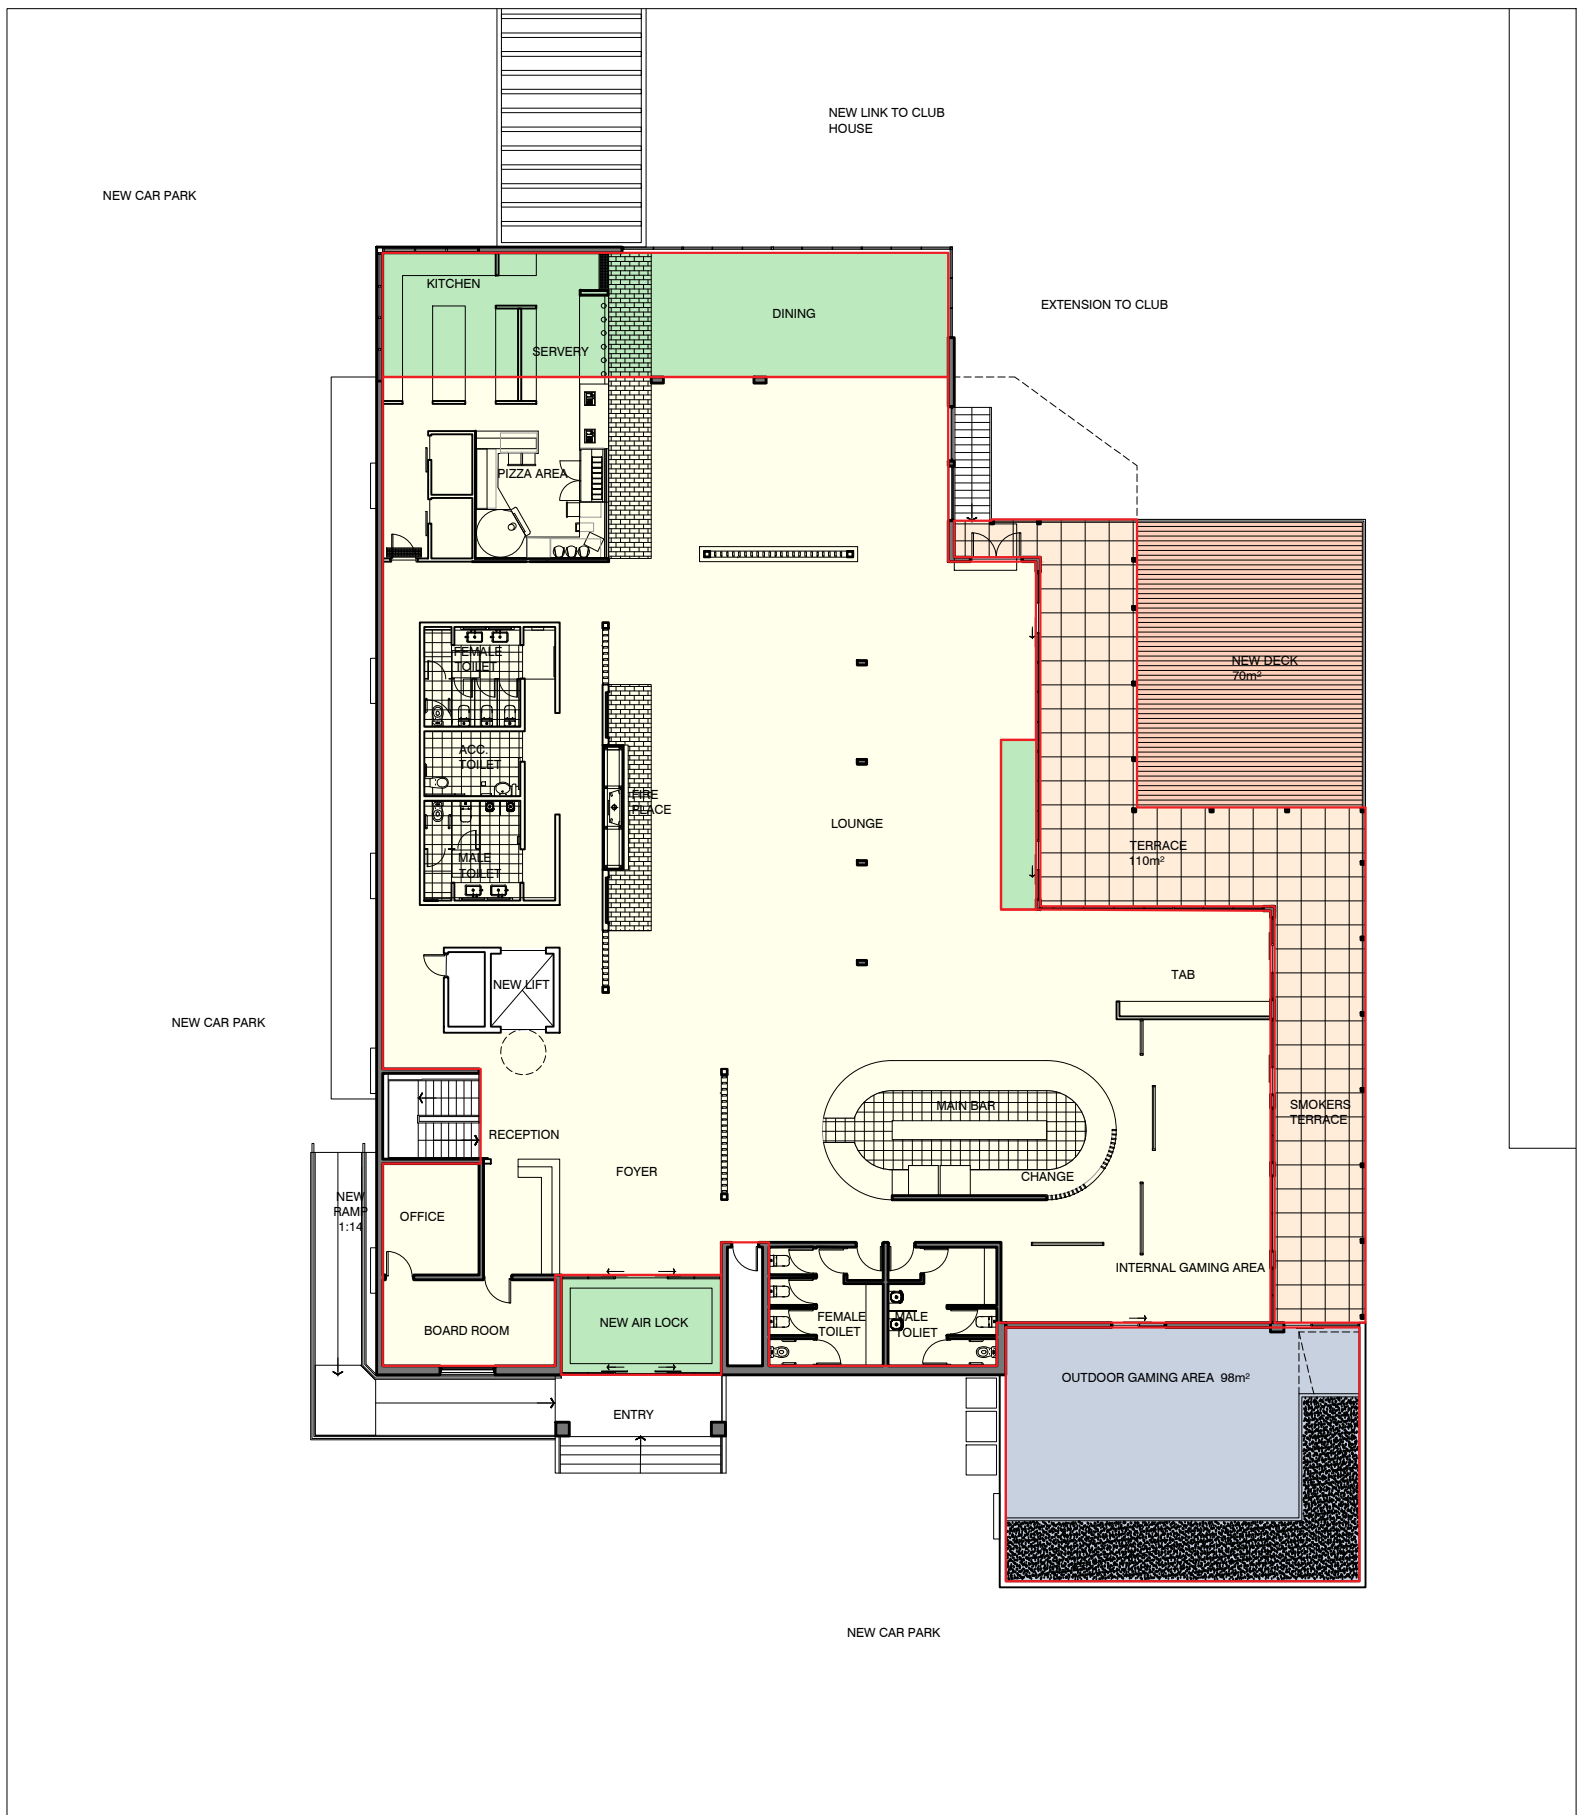 NEW LINK TO CLUB
HOUSE
NEW CAR PARK
KITCHEN
DINING
EXTENSION TO CLUB
SERVERY
PIZZA AREA
FEMALE
TOILET
NEW DECK
70m²
ACC.
TOILET
FIRE
PLACE
LOUNGE
TERRACE
110m²
MALE
TOILET
TAB
NEW LIFT
NEW CAR PARK
MAIN BAR
SMOKERS
TERRACE
RECEPTION
FOYER
CHANGE
NEW
RAMP
1:14
OFFICE
INTERNAL GAMING AREA
NEW AIR LOCK
FEMALE
TOILET
MALE
TOLIET
BOARD ROOM
OUTDOOR GAMING AREA 98m²
ENTRY
NEW CAR PARK